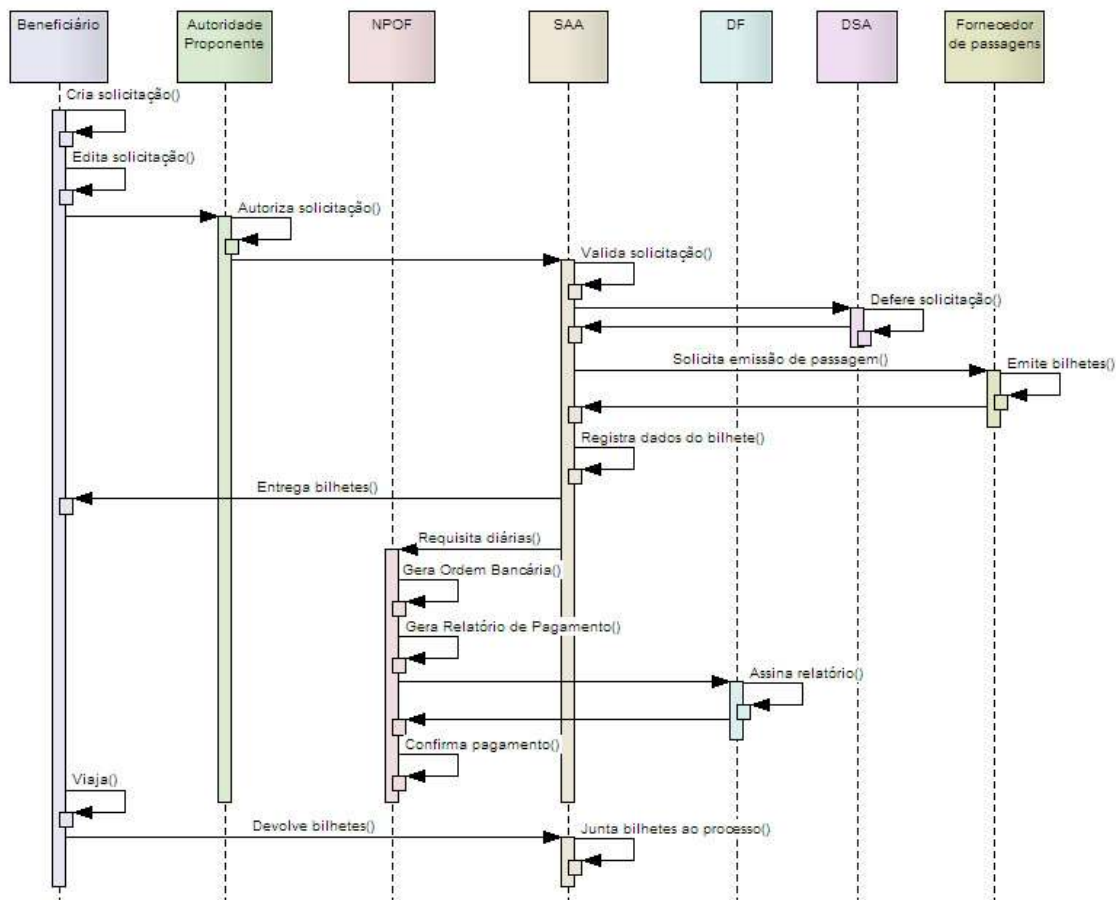 Beneficiário
Autoridade
Proponente
NPOF
SAA
DF
DSA
Fornecedor
de passagens
Cria solicitação()
Edita solicitação()
Autoriza solicitação()
Valida solicitação()
Defere solicitação()
Solicita emissão de passagem()
Emite bilhetes()
Registra dados do bilhete()
Entrega bilhetes()
Requisita diárias()
Gera Ordem Bancária()
Gera Relatório de Pagamento()
Assina relatório()
Confirma pagamento()
Viaja()
Devolve bilhetes()
Junta bilhetes ao processo()